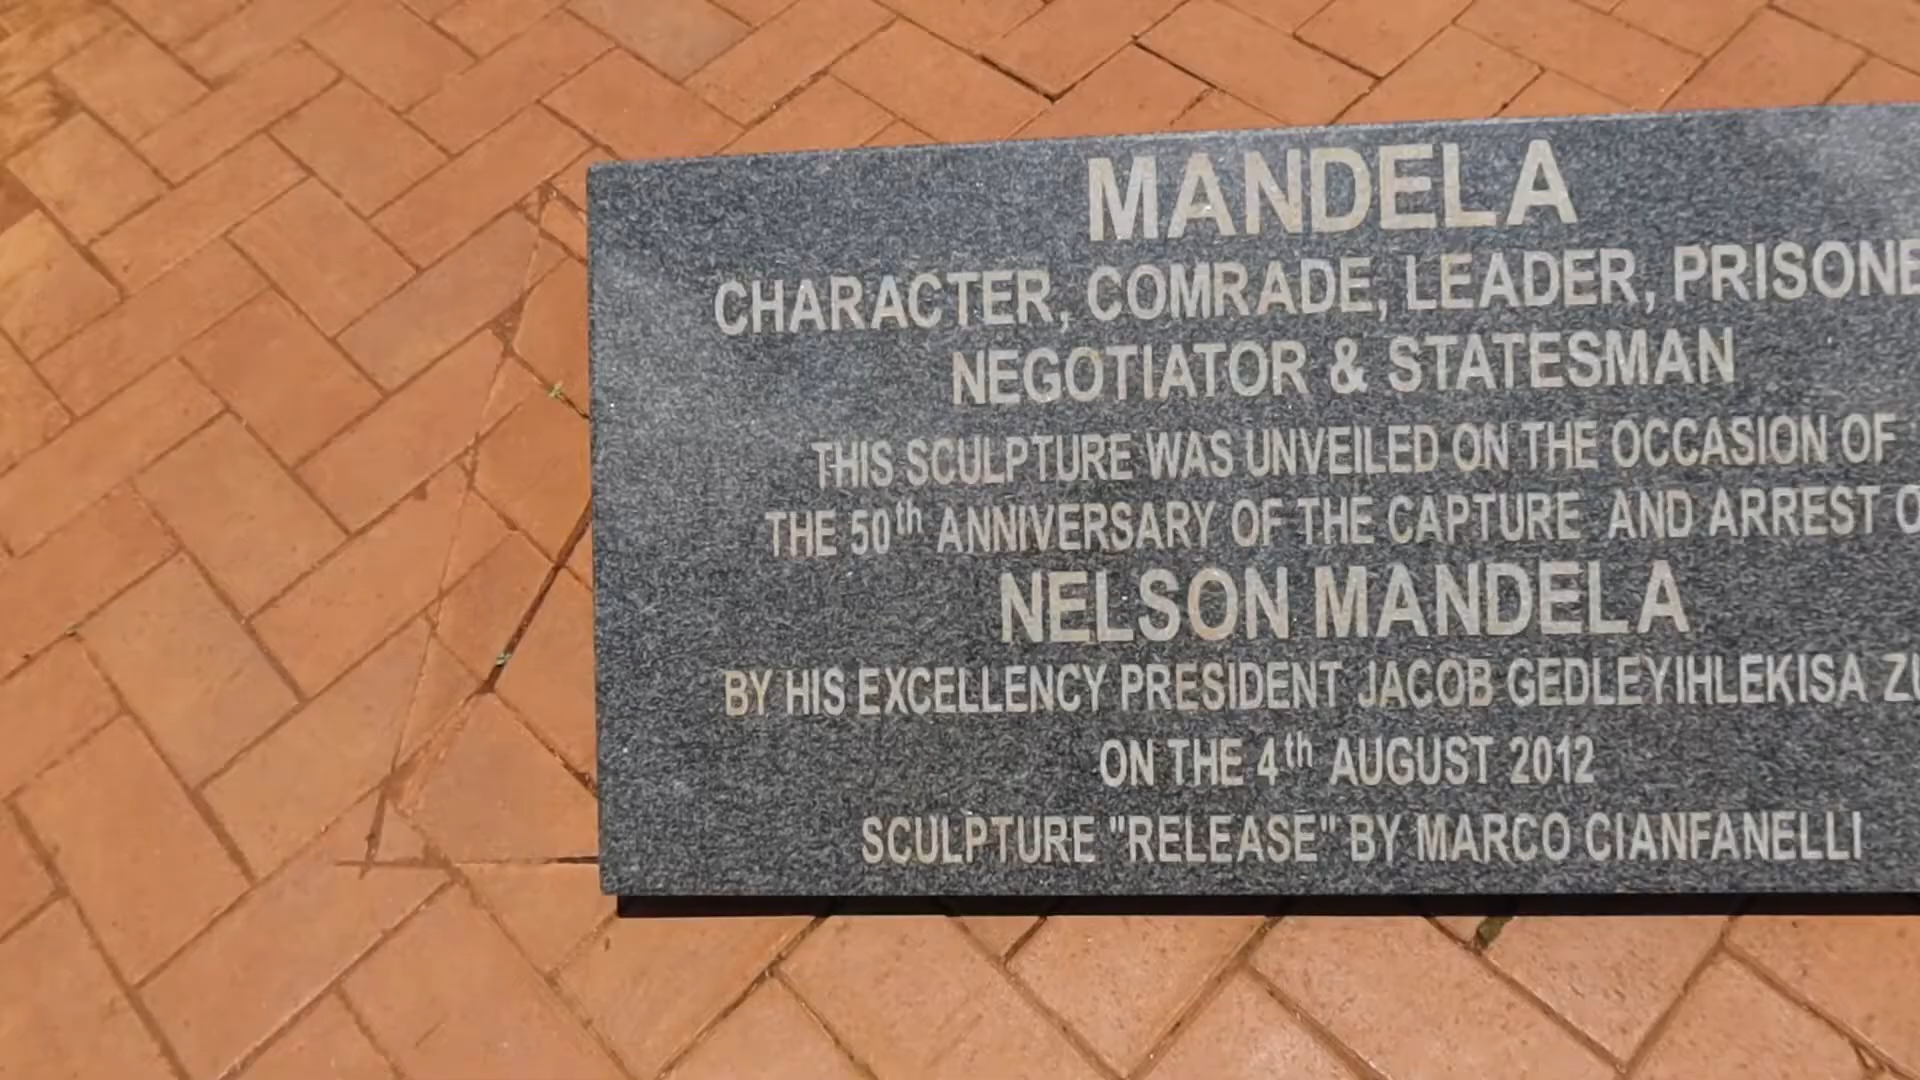 MANDELA
CHARACTER, COMRADE, LEADER, PRISONE
NEGOTIATOR & STATESMAN
THIS SCULPTURE WAS UNVEILED ON THE OCCASION OF
THE 50th ANNIVERSARY OF THE CAPTURE AND ARREST O
NELSON MANDELA
BY HIS EXCELLENCY PRESIDENT JACOB GEDLEYIHLEKISA ZU
ON THE 4th AUGUST 2012
SCULPTURE "RELEASE" BY MARCO CIANFANELLI